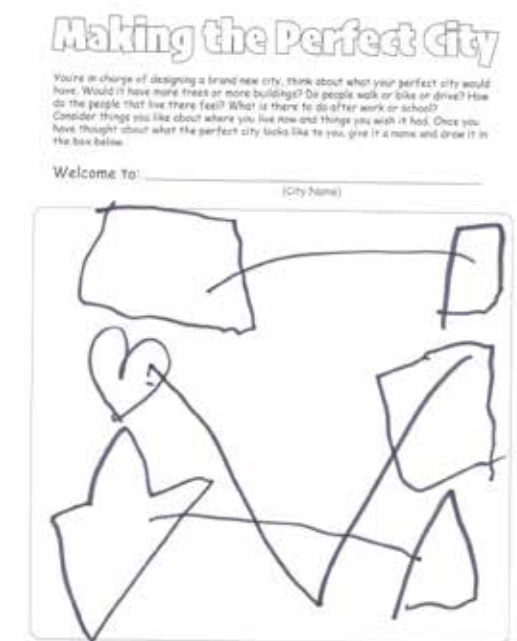 Making the Perfect City
You're in charge of designing a brand new city, think about what your perfect city would
have. Would it have more trees or more buildings? Do people walk or bike or drive? How
do the people that live there feel? What is there to do after work or school?
Consider things you like about where you live now and things you wish it had. Once you
have thought about what the perfect city looks like to you, give it a name and draw it in
the box below.
Welcome to:
(City Name)